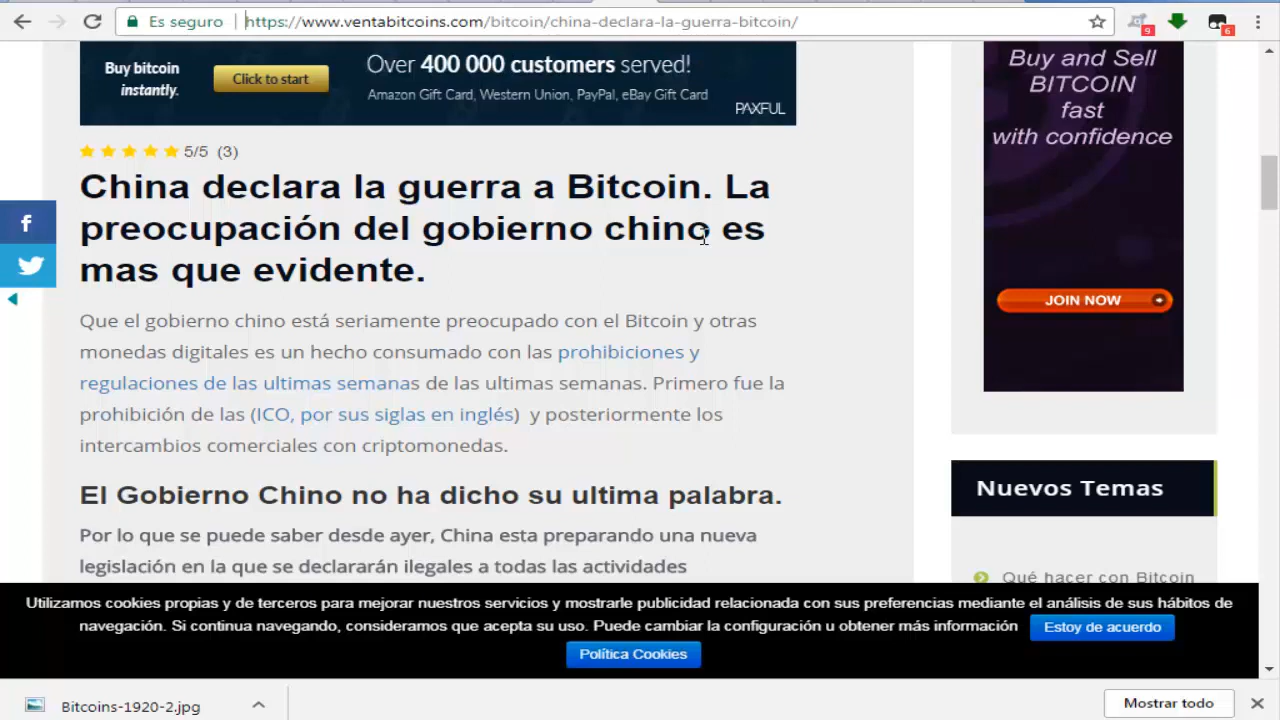 Es seguro
https://www.ventabitcoins.com/bitcoin/china-declara-la-guerra-bitcoin/
9
6
Buy bitcoin
instantly.
Click to start
Over 400 000 customers served!
Amazon Gift Card, Western Union, PayPal, eBay Gift Card
PAXFUL
Buy and Sell
BITCOIN
fast
with confidence
JOIN NOW
5/5 (3)
China declara la guerra a Bitcoin. La
preocupación del gobierno chino es
mas que evidente.
Que el gobierno chino está seriamente preocupado con el Bitcoin y otras
monedas digitales es un hecho consumado con las prohibiciones y
regulaciones de las ultimas semanas de las ultimas semanas. Primero fue la
prohibición de las (ICO, por sus siglas en inglés) y posteriormente los
intercambios comerciales con criptomonedas.
El Gobierno Chino no ha dicho su ultima palabra.
Por lo que se puede saber desde ayer, China esta preparando una nueva
legislación en la que se declararán ilegales a todas las actividades
Nuevos Temas
Qué hacer con Bitcoin
Utilizamos cookies propias y de terceros para mejorar nuestros servicios y mostrarle publicidad relacionada con sus preferencias mediante el análisis de sus hábitos de
navegación. Si continua navegando, consideramos que acepta su uso. Puede cambiar la configuración u obtener más información
Estoy de acuerdo
Política Cookies
Bitcoins-1920-2.jpg
Mostrar todo